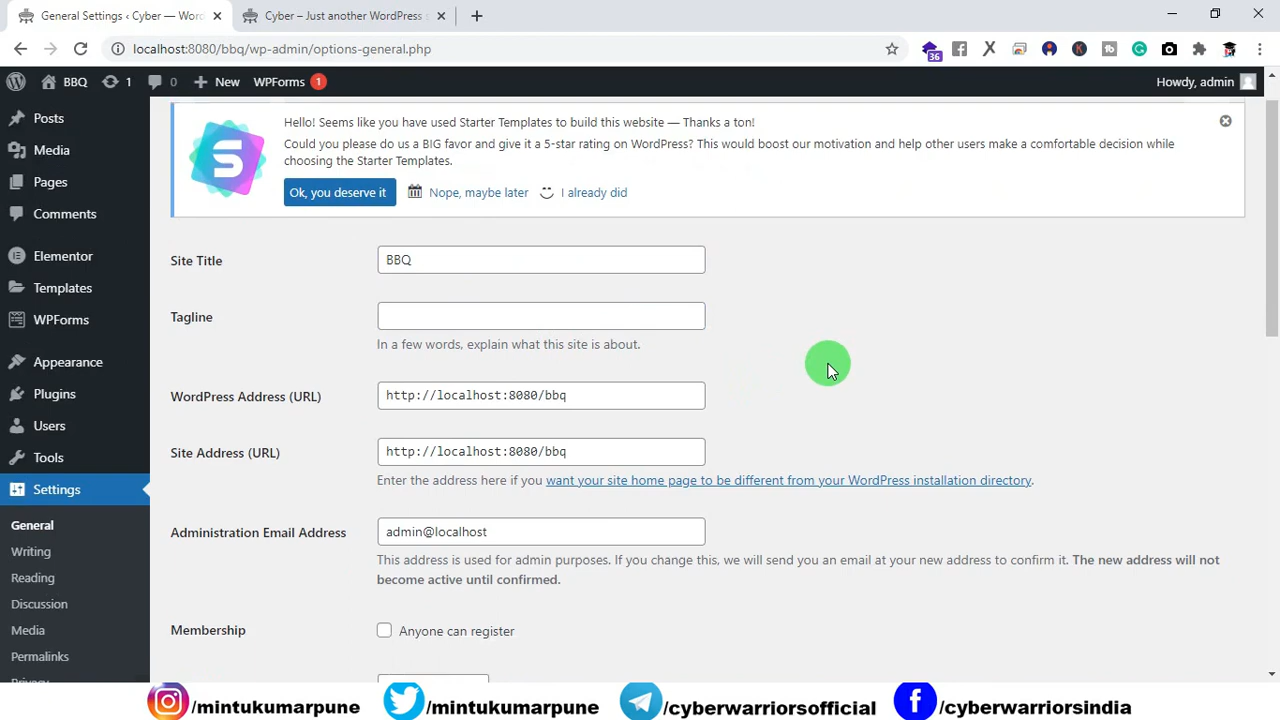 General Settings ‹ Cyber — Word
Cyber – Just another WordPress s
localhost:8080/bbq/wp-admin/options-general.php
36
BBQ
1
0
New
WPForms
1
Howdy, admin
Posts
Media
Pages
Comments
Elementor
Templates
WPForms
Appearance
Plugins
Users
Tools
Settings
General
Writing
Reading
Discussion
Media
Permalinks
Privacy
Hello! Seems like you have used Starter Templates to build this website — Thanks a ton!
Could you please do us a BIG favor and give it a 5-star rating on WordPress? This would boost our motivation and help other users make a comfortable decision while
choosing the Starter Templates.
Ok, you deserve it
Nope, maybe later
I already did
Site Title
BBQ
Tagline
In a few words, explain what this site is about.
WordPress Address (URL)
http://localhost:8080/bbq
Site Address (URL)
http://localhost:8080/bbq
Enter the address here if you want your site home page to be different from your WordPress installation directory.
Administration Email Address
admin@localhost
This address is used for admin purposes. If you change this, we will send you an email at your new address to confirm it. The new address will not
become active until confirmed.
Membership
Anyone can register
/mintukumarpune
/mintukumarpune
/cyberwarriorsofficial
/cyberwarriorsindia